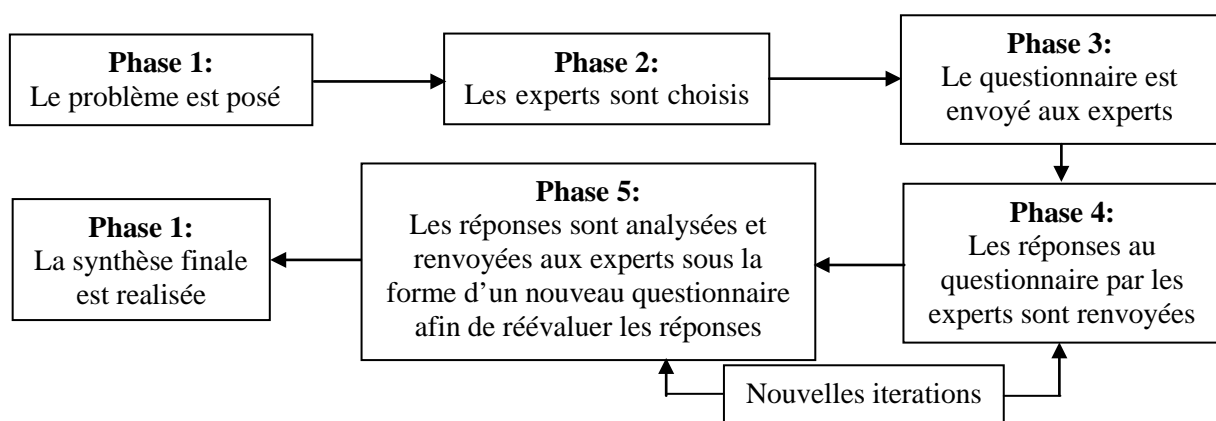 Phase 1:
Le problème est posé
Phase 2:
Les experts sont choisis
Phase 3:
Le questionnaire est
envoyé aux experts
Phase 4:
Les réponses au
questionnaire par les
experts sont renvoyées
Phase 5:
Les réponses sont analysées et
renvoyées aux experts sous la
forme d’un nouveau questionnaire
afin de réévaluer les réponses
Phase 1:
La synthèse finale
est realisée
Nouvelles iterations